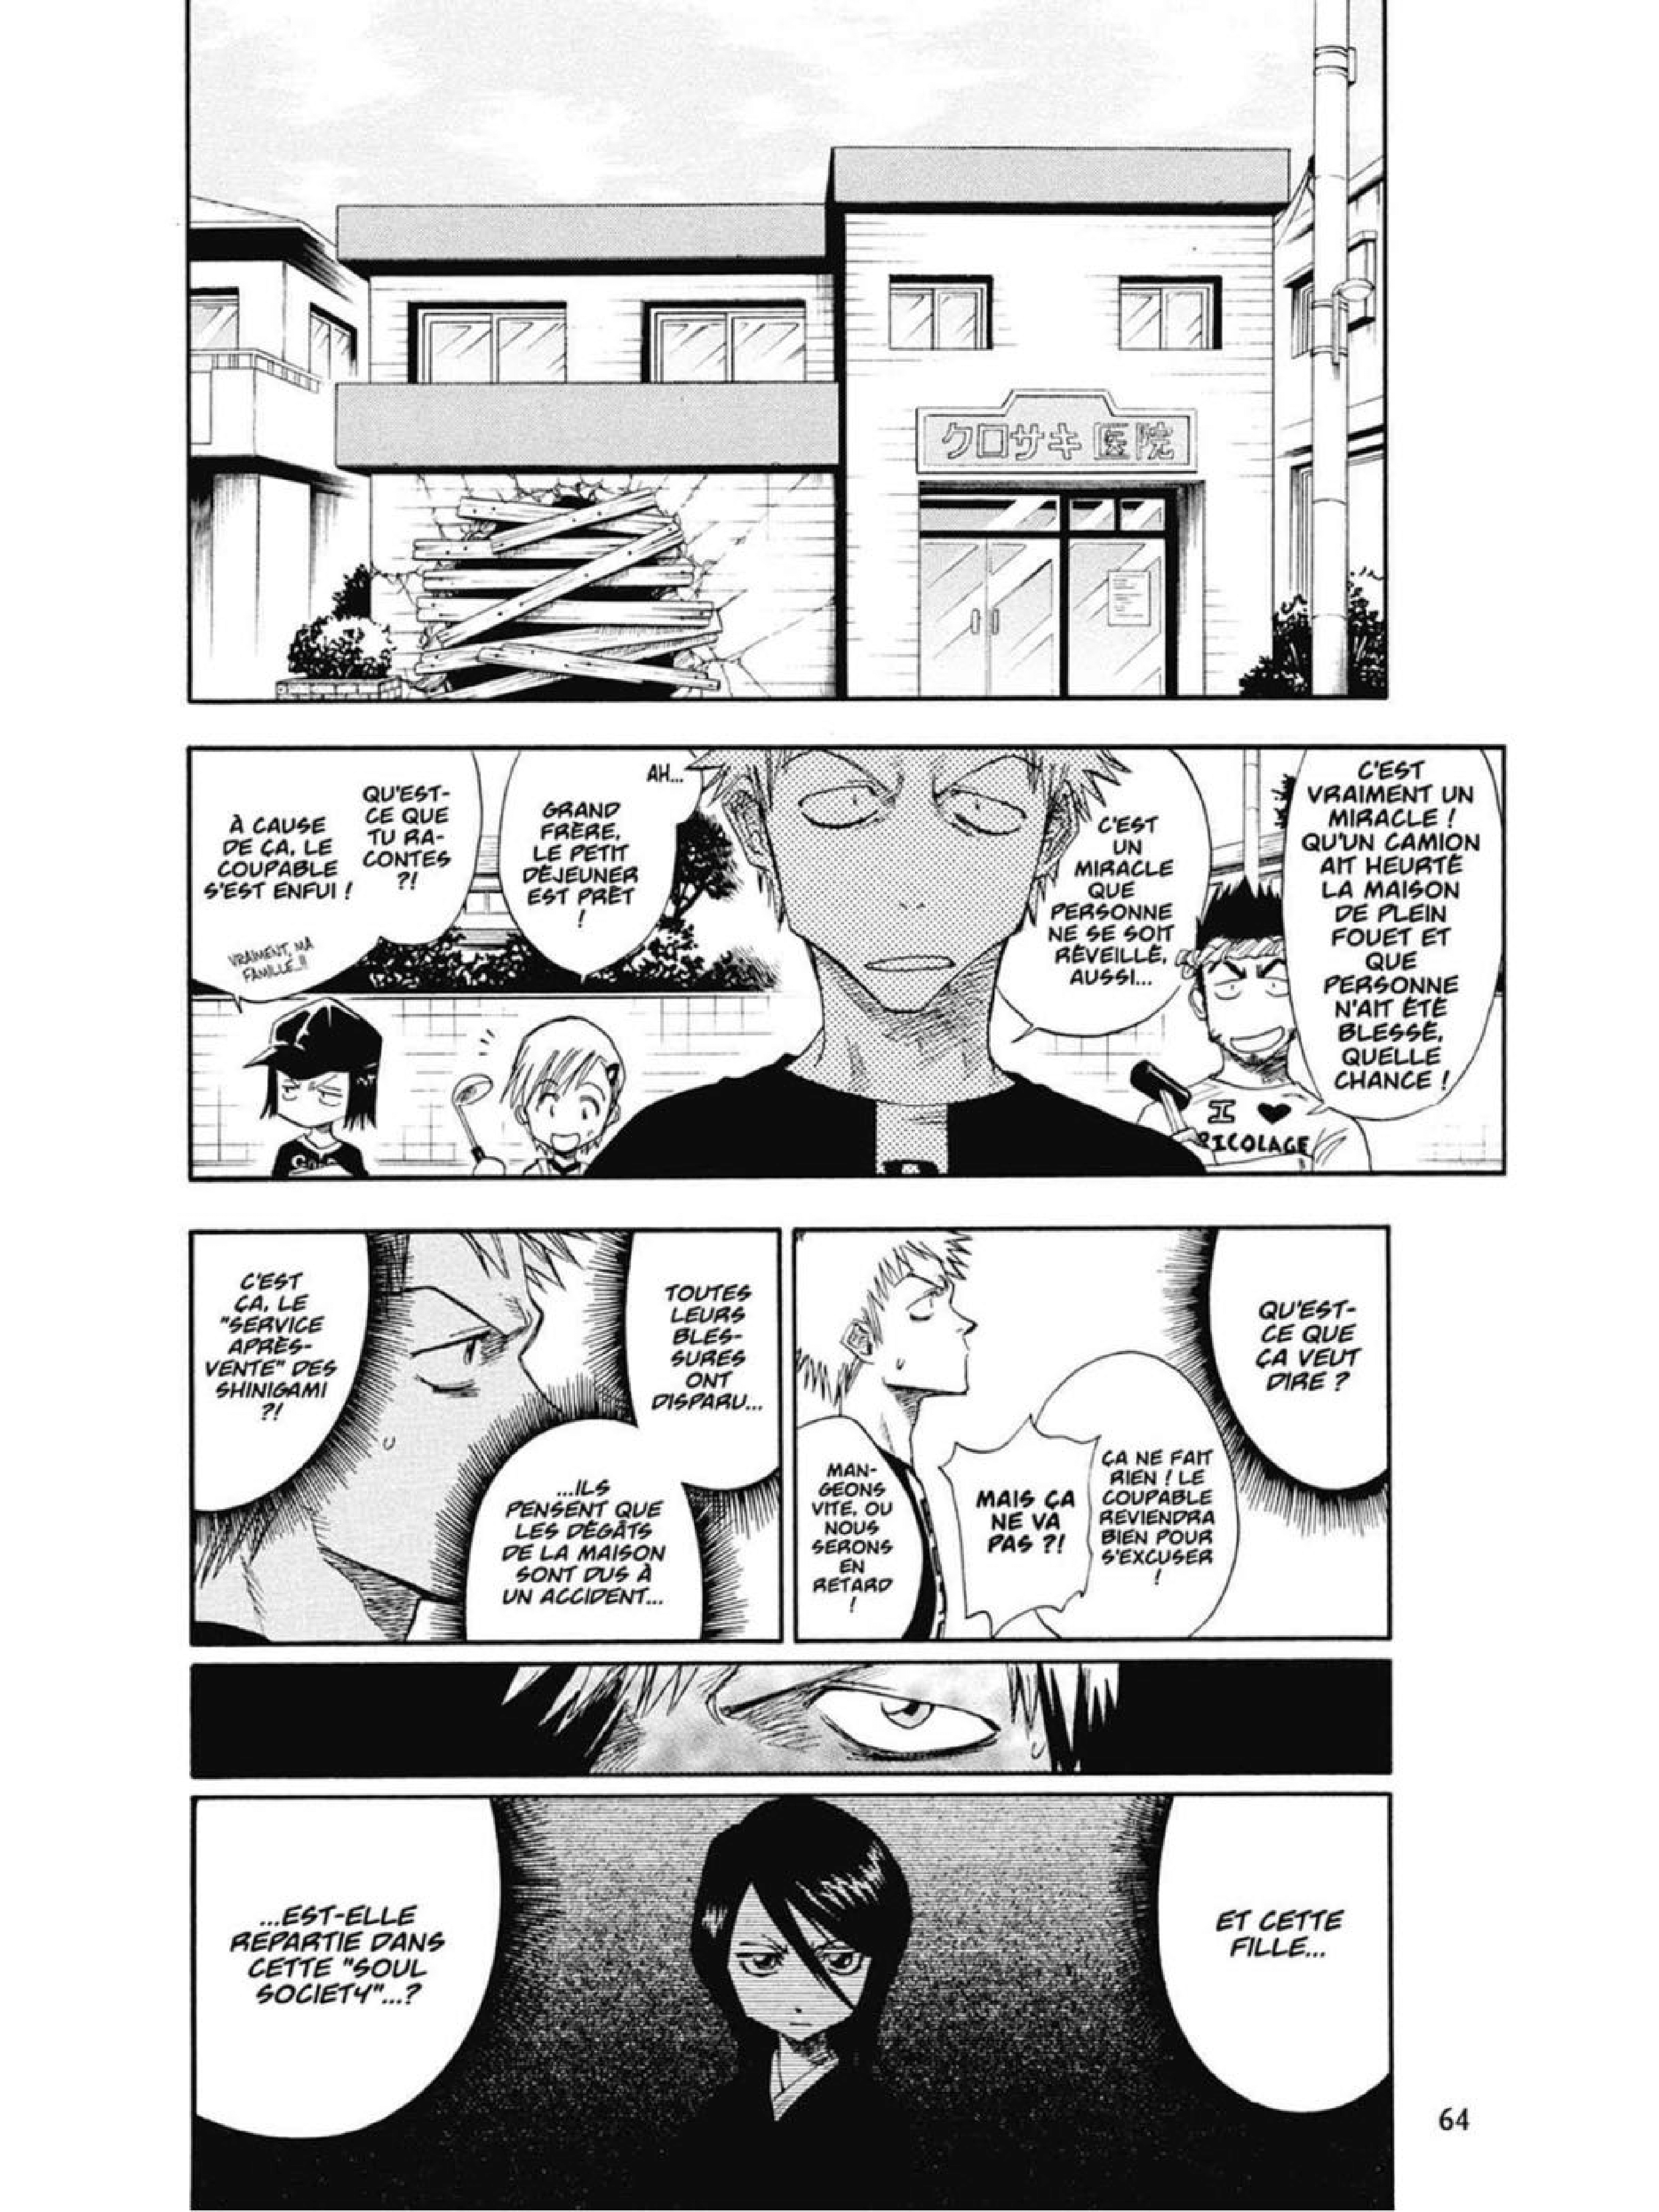 クロサキ医院
C'EST
VRAIMENT UN
MIRACLE !
QU'UN CAMION
AIT HEURTÉ
LA MAISON
DE PLEIN
FOUET ET
QUE
PERSONNE
N'AIT ÉTÉ
BLESSÉ,
QUELLE
CHANCE !
C'EST
UN
MIRACLE
QUE
PERSONNE
NE SE SOIT
RÉVEILLÉ,
AUSSI...
I ♥
RICOLAGE
AH...
GRAND
FRÈRE,
LE PETIT
DÉJEUNER
EST PRÊT
!
QU'EST-
CE QUE
TU RA-
CONTES
?!
À CAUSE
DE ÇA, LE
COUPABLE
S'EST ENFUI !
VRAIMENT, MA
FAMILLE...!!
QU'EST-
CE QUE
ÇA VEUT
DIRE ?
ÇA NE FAIT
RIEN ! LE
COUPABLE
REVIENDRA
BIEN POUR
S'EXCUSER
!
MAIS ÇA
NE VA
PAS ?!
MAN-
GEONS
VITE, OU
NOUS
SERONS
EN
RETARD
!
TOUTES
LEURS
BLES-
SURES
ONT
DISPARU...
...ILS
PENSENT QUE
LES DÉGÂTS
DE LA MAISON
SONT DUS À
UN ACCIDENT...
C'EST
ÇA, LE
"SERVICE
APRÈS-
VENTE" DES
SHINIGAMI
?!
ET CETTE
FILLE...
...EST-ELLE
REPARTIE DANS
CETTE "SOUL
SOCIETY"...?
64